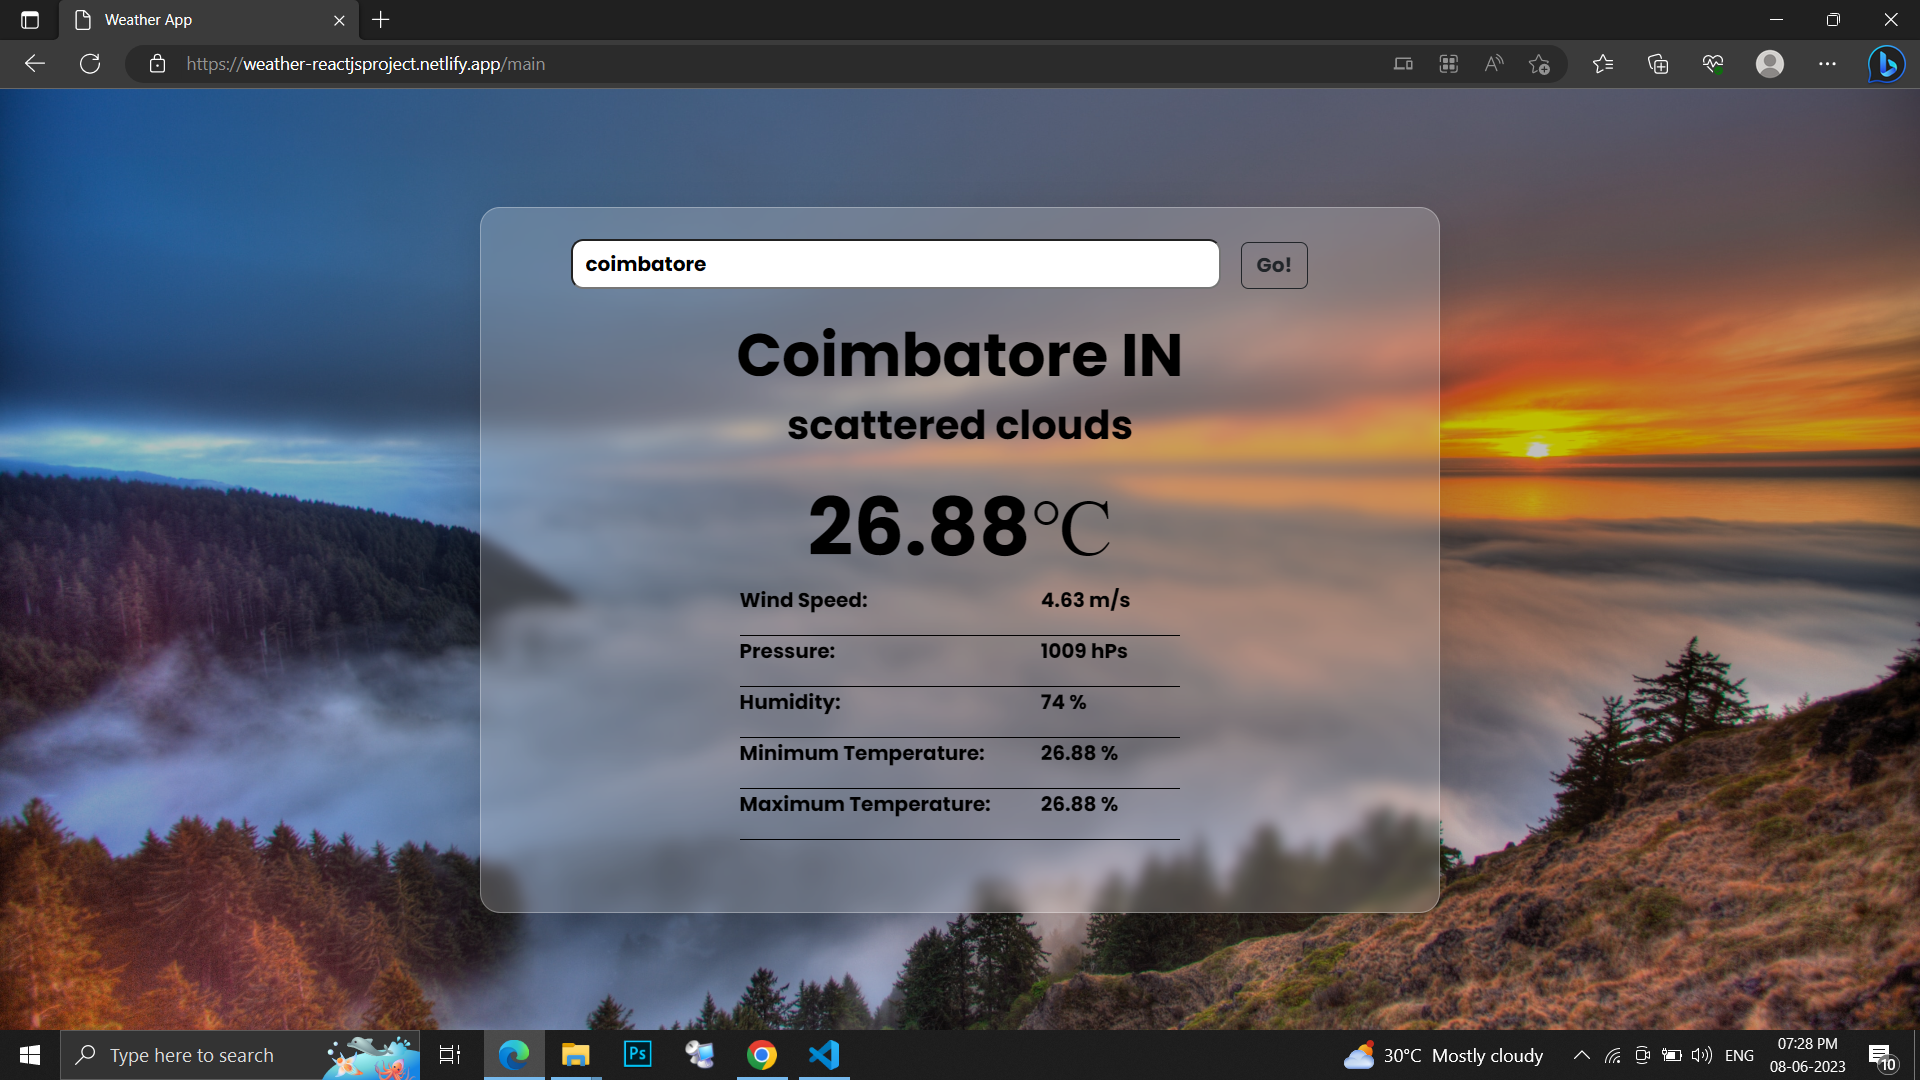 Weather App
https://weather-reactjsproject.netlify.app/main
coimbatore
Go!
Coimbatore IN
scattered clouds
26.88°C
Wind Speed: 4.63 m/s
Pressure: 1009 hPs
Humidity: 74 %
Minimum Temperature: 26.88 %
Maximum Temperature: 26.88 %
Type here to search
Ps
30°C Mostly cloudy
ENG
07:28 PM
08-06-2023
10